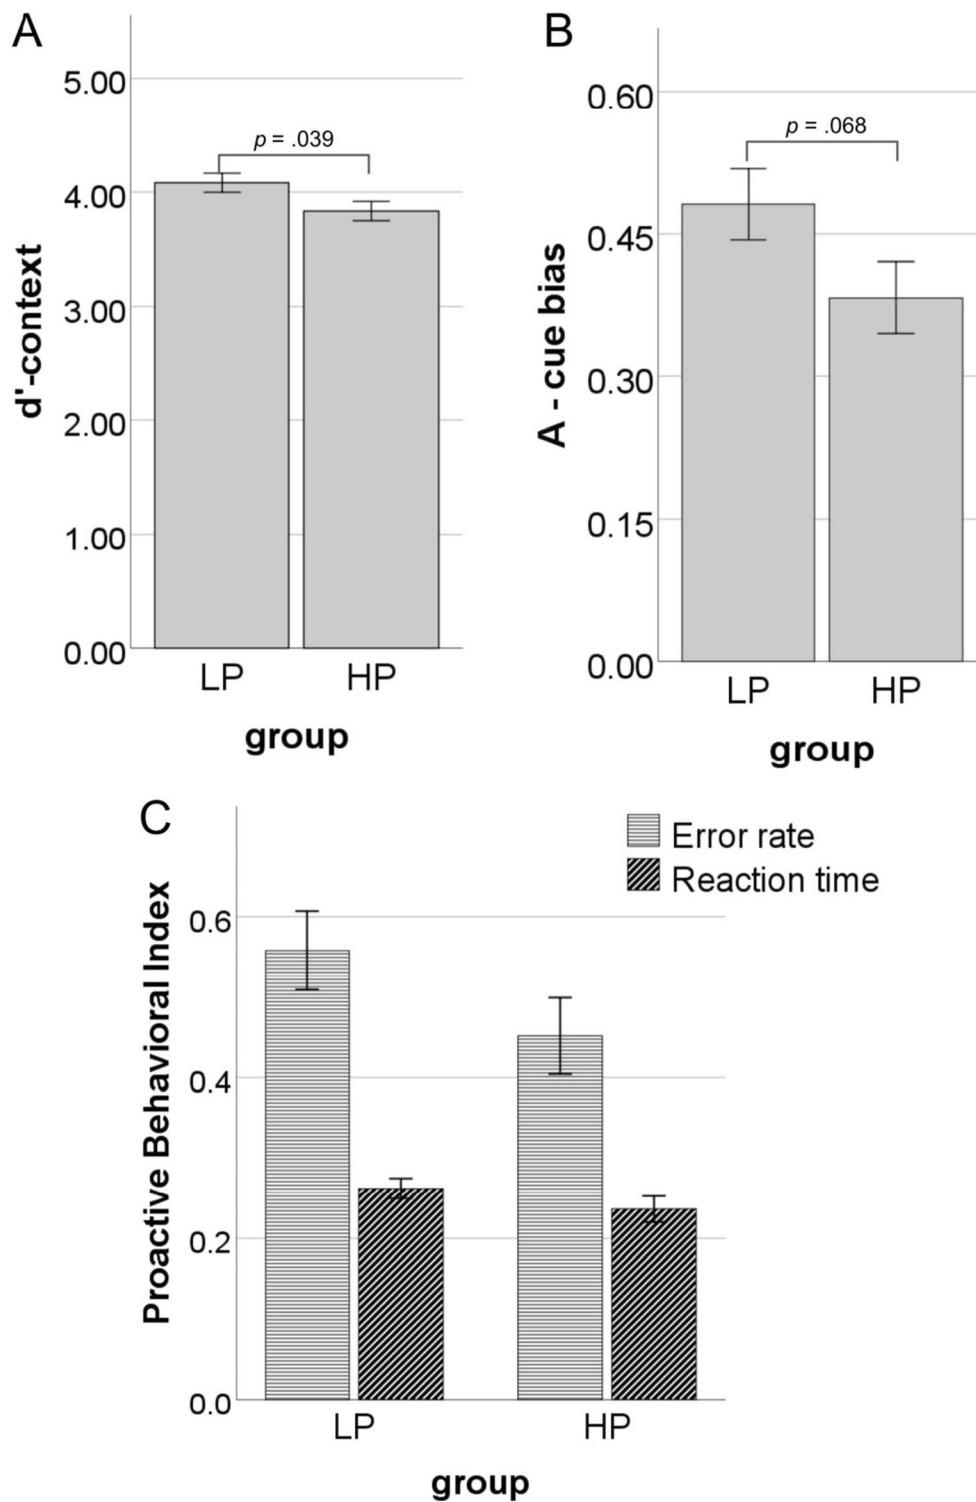 A
d'-context
5.00
4.00
3.00
2.00
1.00
0.00
p = .039
LP HP
group
B
A - cue bias
0.60
0.45
0.30
0.15
0.00
p = .068
LP HP
group
C
Error rate
Reaction time
Proactive Behavioral Index
0.6
0.4
0.2
0.0
LP HP
group